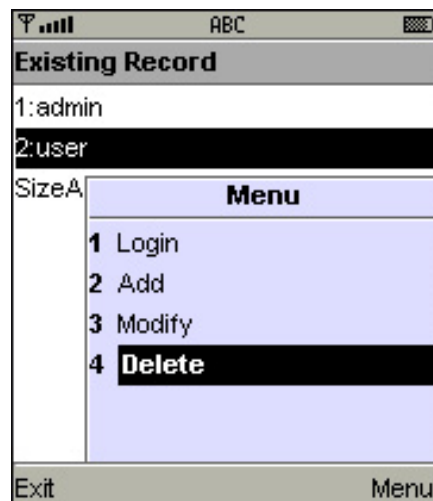 ABC
Existing Record
1:admin
2:user
SizeA
Menu
1 Login
2 Add
3 Modify
4 Delete
Exit Menu